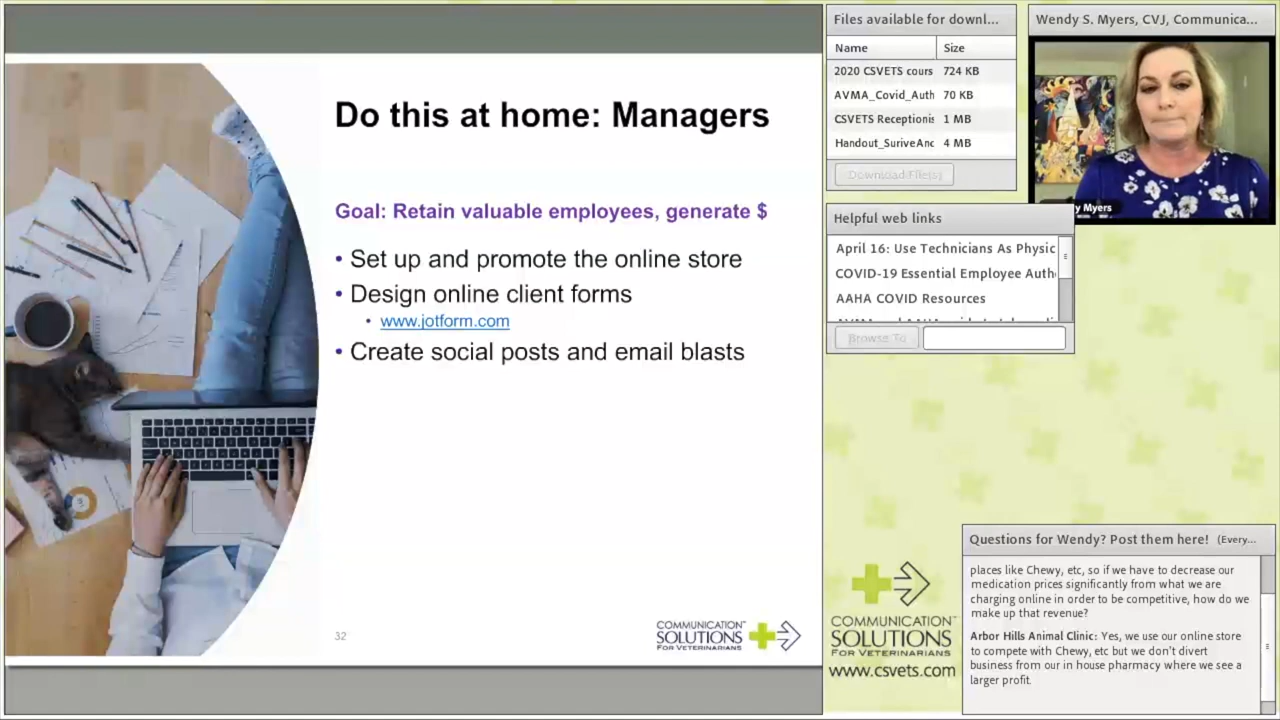 Do this at home: Managers
Goal: Retain valuable employees, generate $
• Set up and promote the online store
• Design online client forms
• www.jotform.com
• Create social posts and email blasts
32
COMMUNICATION™
SOLUTIONS
FOR VETERINARIANS
Files available for downl...
Name Size
2020 CSVETS cours 724 KB
AVMA_Covid_Auth 70 KB
CSVETS Receptionis 1 MB
Handout_SuriveAnc 4 MB
Download File(s)
Wendy S. Myers, CVJ, Communica...
y Myers
Helpful web links
April 16: Use Technicians As Physic
COVID-19 Essential Employee Auth
AAHA COVID Resources
Browse To
COMMUNICATION™
SOLUTIONS
FOR VETERINARIANS
www.csvets.com
Questions for Wendy? Post them here! (Every...
places like Chewy, etc, so if we have to decrease our
medication prices significantly from what we are
charging online in order to be competitive, how do we
make up that revenue?
Arbor Hills Animal Clinic: Yes, we use our online store
to compete with Chewy, etc but we don't divert
business from our in house pharmacy where we see a
larger profit.